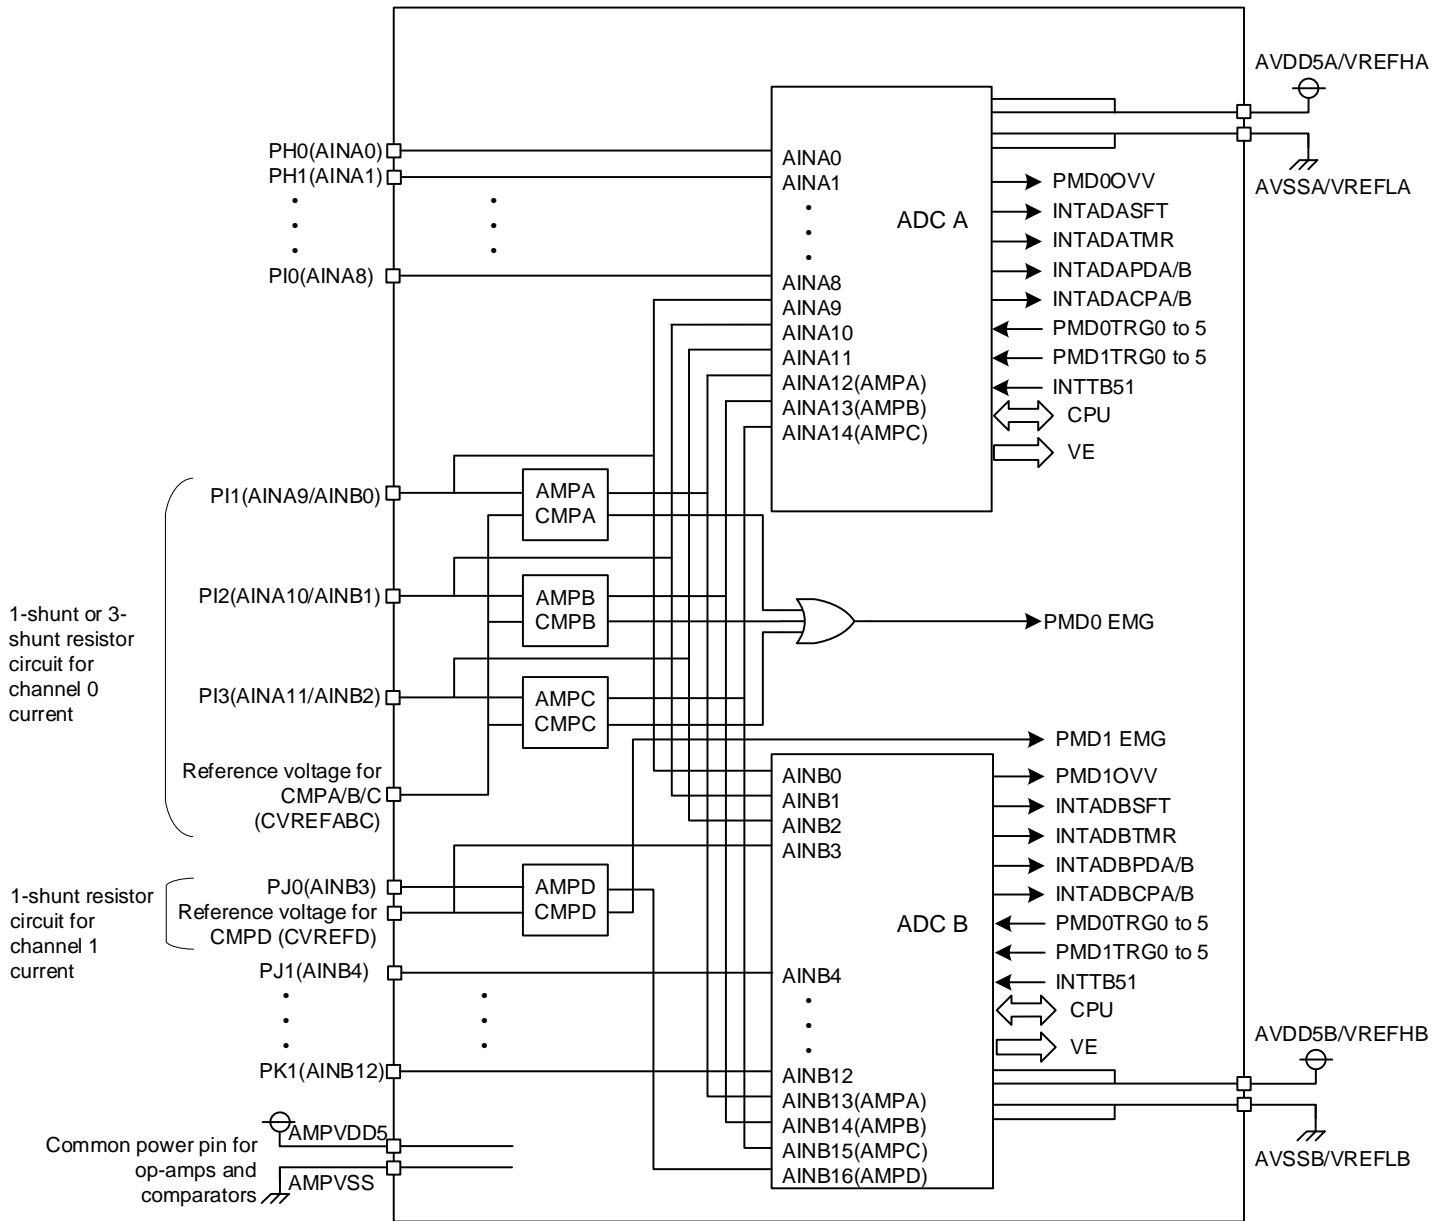 AVDD5A/VREFHA
AVSSA/VREFLA
PH0(AINA0)
PH1(AINA1)
PI0(AINA8)
AINA0
AINA1
AINA8
AINA9
AINA10
AINA11
AINA12(AMPA)
AINA13(AMPB)
AINA14(AMPC)
ADC A
PMD0OVV
INTADASFT
INTADATMR
INTADAPDA/B
INTADACPA/B
PMD0TRG0 to 5
PMD1TRG0 to 5
INTTB51
CPU
VE
1-shunt or 3-
shunt resistor
circuit for
channel 0
current
PI1(AINA9/AINB0)
PI2(AINA10/AINB1)
PI3(AINA11/AINB2)
Reference voltage for
CMPA/B/C
(CVREFABC)
AMPA
CMPA
AMPB
CMPB
AMPC
CMPC
PMD0 EMG
PMD1 EMG
1-shunt resistor
circuit for
channel 1
current
PJ0(AINB3)
Reference voltage for
CMPD (CVREFD)
AMPD
CMPD
PJ1(AINB4)
PK1(AINB12)
AINB0
AINB1
AINB2
AINB3
AINB4
AINB12
AINB13(AMPA)
AINB14(AMPB)
AINB15(AMPC)
AINB16(AMPD)
ADC B
PMD1OVV
INTADBSFT
INTADBTMR
INTADBPDA/B
INTADBCPA/B
PMD0TRG0 to 5
PMD1TRG0 to 5
INTTB51
CPU
VE
AVDD5B/VREFHB
AVSSB/VREFLB
AMPVDD5
AMPVSS
Common power pin for
op-amps and
comparators